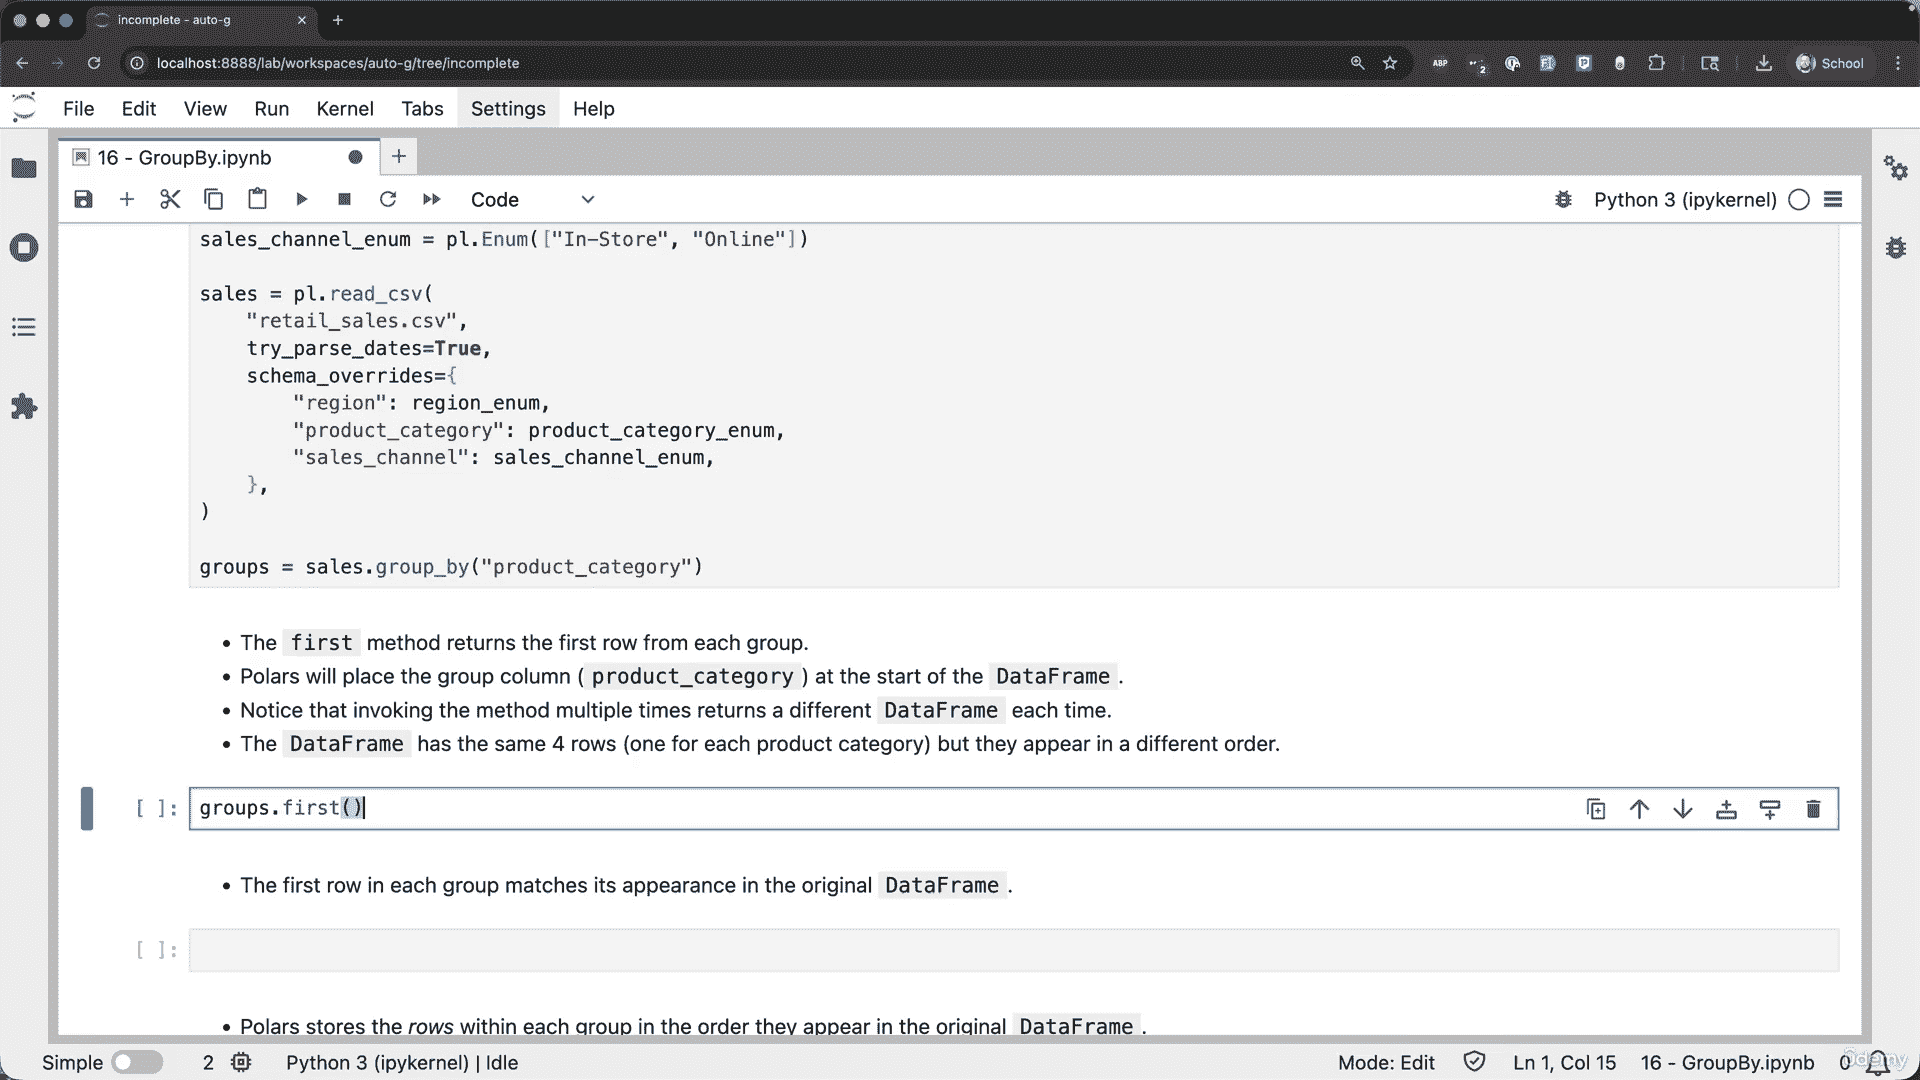 incomplete - auto-g
localhost:8888/lab/workspaces/auto-g/tree/incomplete
ABP
2
School
File Edit View Run Kernel Tabs Settings Help
16 - GroupBy.ipynb
Code
Python 3 (ipykernel)
sales_channel_enum = pl.Enum(["In-Store", "Online"])
sales = pl.read_csv(
"retail_sales.csv",
try_parse_dates=True,
schema_overrides={
"region": region_enum,
"product_category": product_category_enum,
"sales_channel": sales_channel_enum,
},
)
groups = sales.group_by("product_category")
• The first method returns the first row from each group.
• Polars will place the group column ( product_category ) at the start of the DataFrame .
• Notice that invoking the method multiple times returns a different DataFrame each time.
• The DataFrame has the same 4 rows (one for each product category) but they appear in a different order.
[ ]: groups.first()
• The first row in each group matches its appearance in the original DataFrame .
[ ]:
• Polars stores the rows within each group in the order they appear in the original DataFrame .
Simple 2 Python 3 (ipykernel) | Idle Mode: Edit Ln 1, Col 15 16 - GroupBy.ipynb 0
udemy